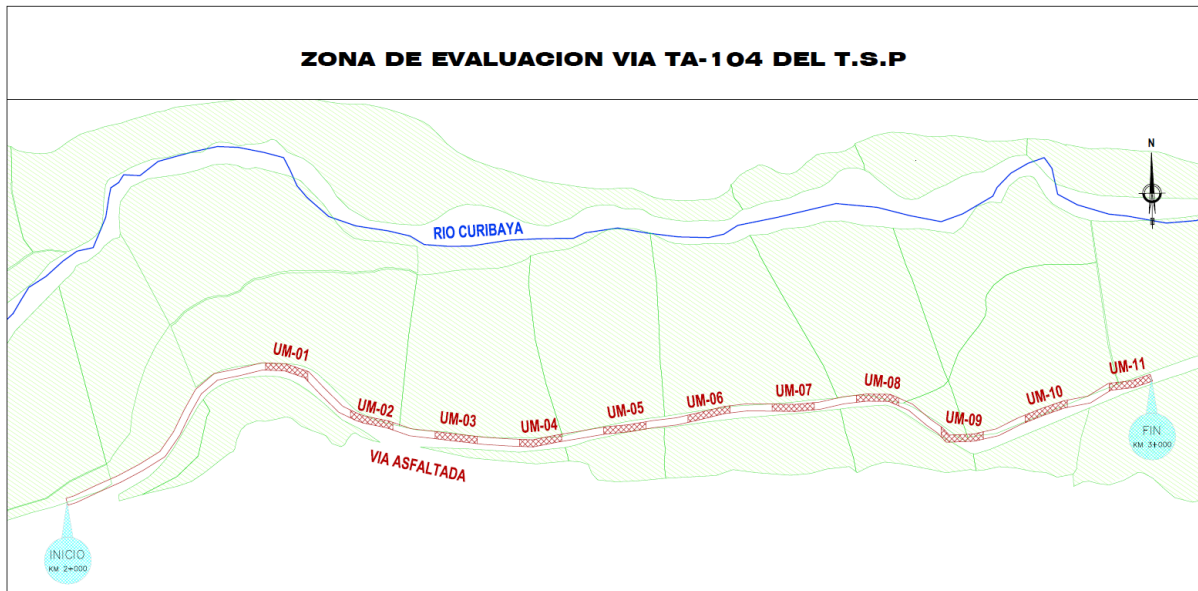 ZONA DE EVALUACION VIA TA-104 DEL T.S.P
N
RIO CURIBAYA
UM-01
UM-02
UM-03
UM-04
UM-05
UM-06
UM-07
UM-08
UM-09
UM-10
UM-11
VIA ASFALTADA
INICIO
KM 2+000
FIN
KM 3+000